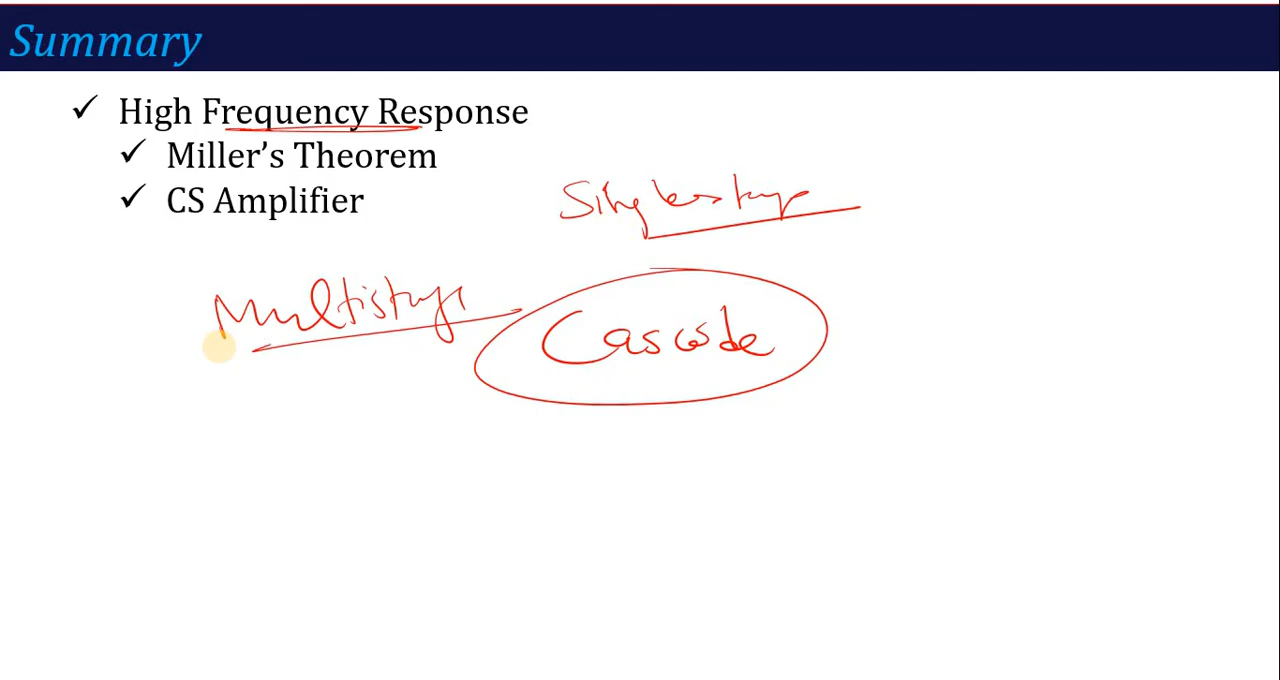 Summary
✓ High Frequency Response
✓ Miller's Theorem
✓ CS Amplifier
Single stage
Multistage
Cascode